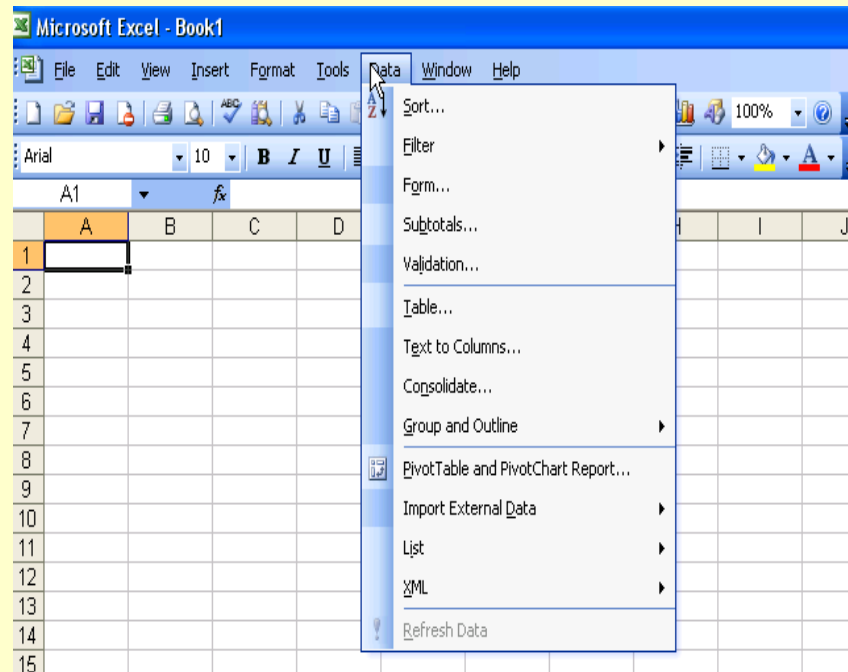 Microsoft Excel - Book1
File Edit View Insert Format Tools Data Window Help
ABC 100%
Arial 10 B I U A
A1 fx
A B C D H I J
1
2
3
4
5
6
7
8
9
10
11
12
13
14
15
A
Z
Sort...
Filter
Form...
Subtotals...
Validation...
Table...
Text to Columns...
Consolidate...
Group and Outline
PivotTable and PivotChart Report...
Import External Data
List
XML
Refresh Data